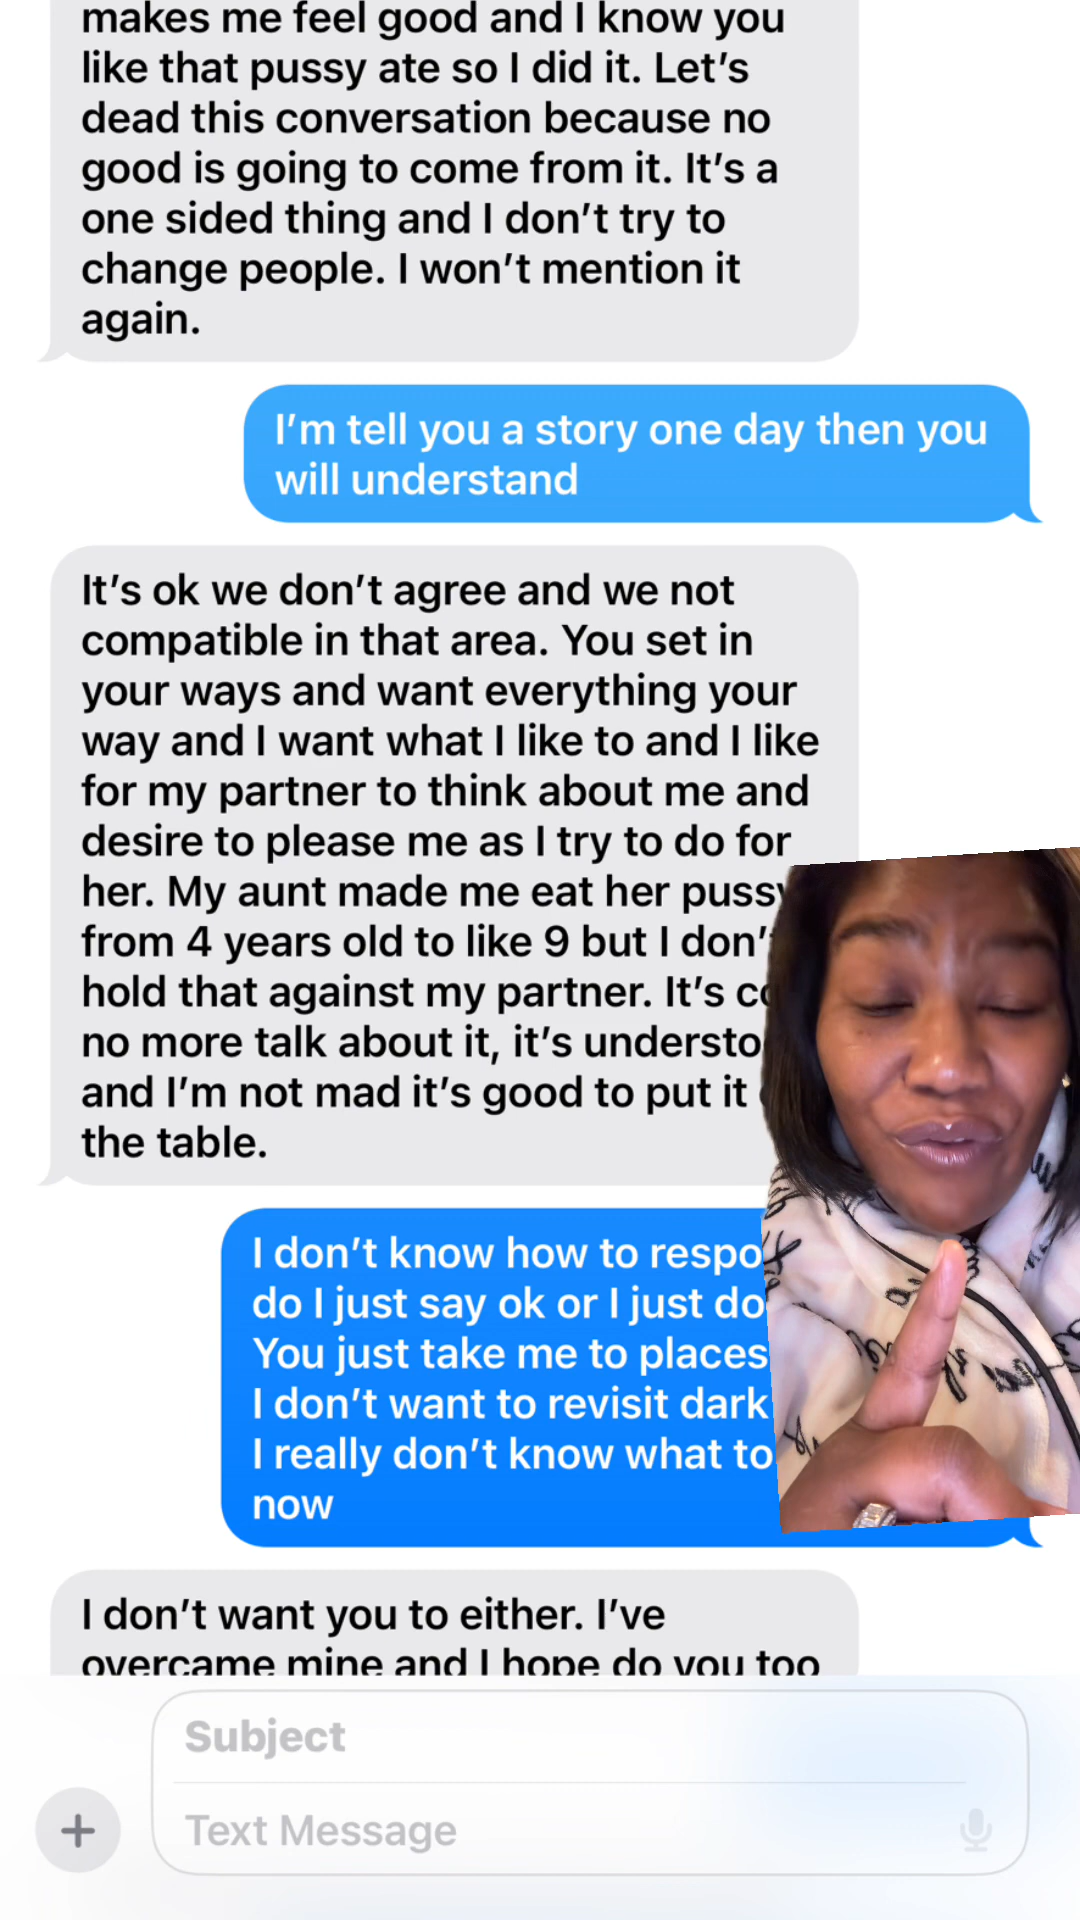 makes me feel good and I know you
like that pussy ate so I did it. Let's
dead this conversation because no
good is going to come from it. It's a
one sided thing and I don't try to
change people. I won't mention it
again.
I'm tell you a story one day then you
will understand
It's ok we don't agree and we not
compatible in that area. You set in
your ways and want everything your
way and I want what I like to and I like
for my partner to think about me and
desire to please me as I try to do for
her. My aunt made me eat her pussy
from 4 years old to like 9 but I don't
hold that against my partner. It's
no more talk about it, it's
and I'm not mad it's good to put it
the table.
I don't know how to
do I just say ok or I just
You just take me to places
I don't want to revisit dark
I really don't know what to
now
I don't want you to either. I've
overcame mine and I hope do you too
Subject
Text Message